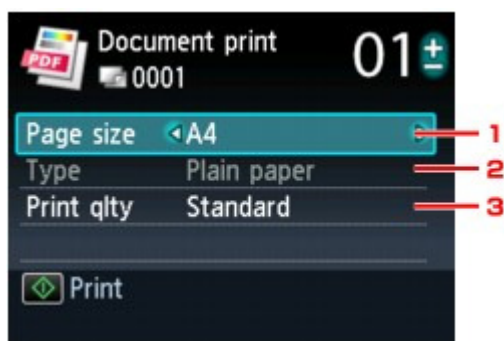 Document print
PDF
0001
01±
Page size A4 1
Type Plain paper 2
Print qlty Standard 3
Print